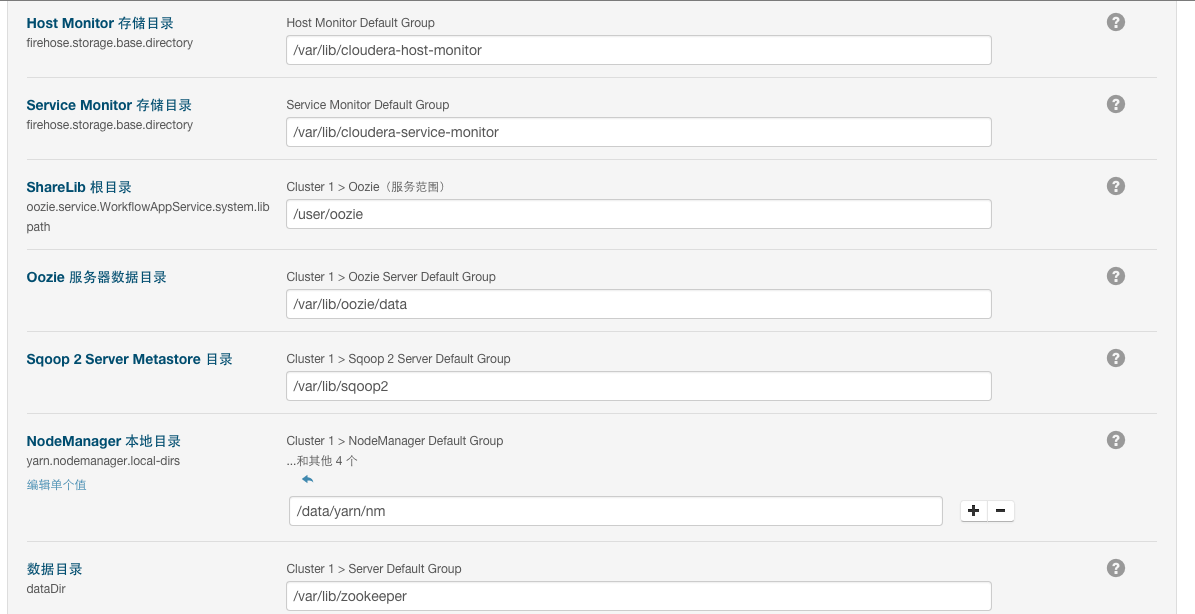 Host Monitor 存储目录
Host Monitor Default Group
firehose.storage.base.directory
/var/lib/cloudera-host-monitor
Service Monitor 存储目录
Service Monitor Default Group
firehose.storage.base.directory
/var/lib/cloudera-service-monitor
ShareLib 根目录
Cluster 1 > Oozie（服务范围）
oozie.service.WorkflowAppService.system.lib
path
/user/oozie
Oozie 服务器数据目录
Cluster 1 > Oozie Server Default Group
/var/lib/oozie/data
Sqoop 2 Server Metastore 目录
Cluster 1 > Sqoop 2 Server Default Group
/var/lib/sqoop2
NodeManager 本地目录
Cluster 1 > NodeManager Default Group
yarn.nodemanager.local-dirs
...和其他 4 个
编辑单个值
/data/yarn/nm
数据目录
Cluster 1 > Server Default Group
dataDir
/var/lib/zookeeper